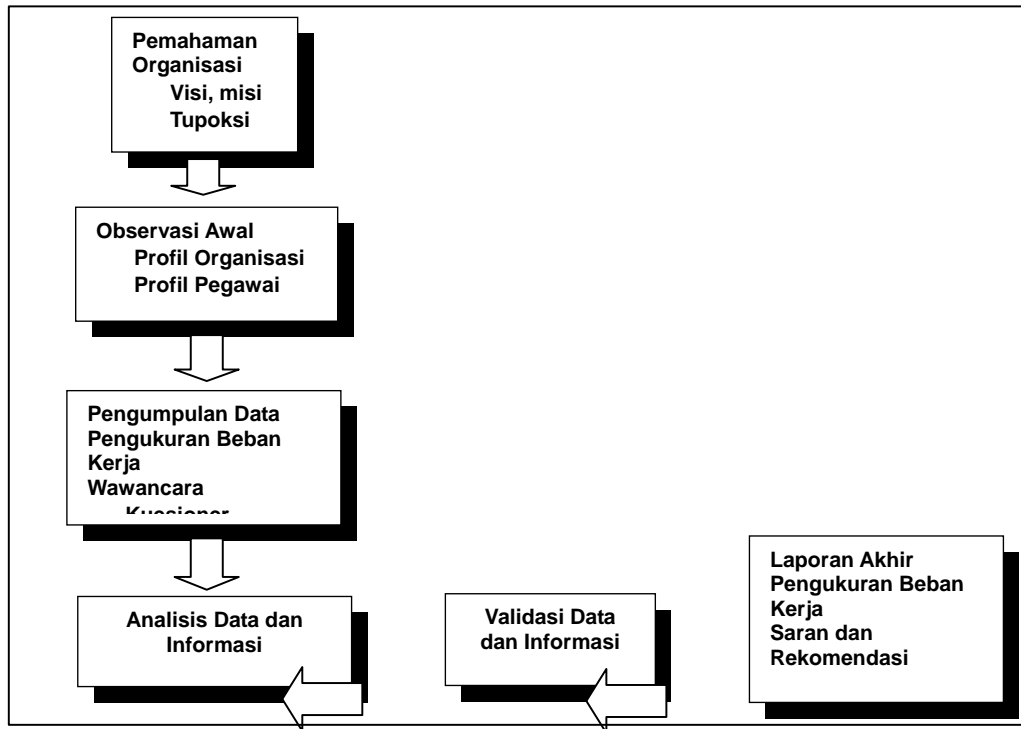 Pemahaman
Organisasi
Visi, misi
Tupoksi
Observasi Awal
Profil Organisasi
Profil Pegawai
Pengumpulan Data
Pengukuran Beban
Kerja
Wawancara
Kuesioner
Analisis Data dan
Informasi
Validasi Data
dan Informasi
Laporan Akhir
Pengukuran Beban
Kerja
Saran dan
Rekomendasi